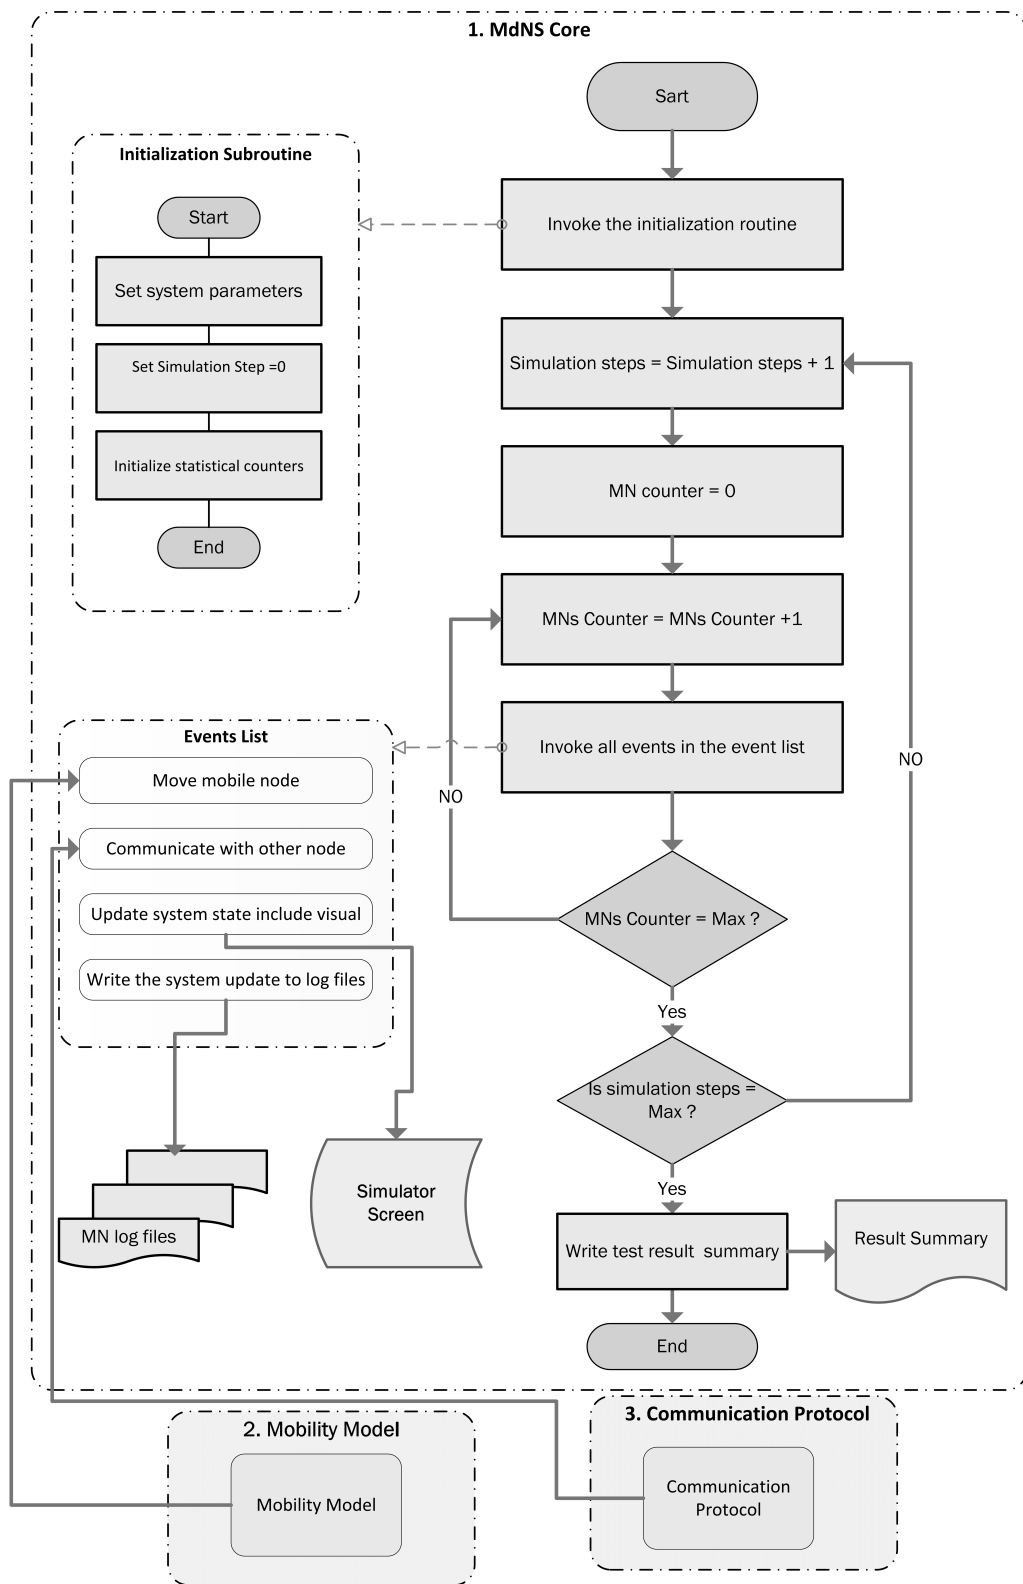 1. MdNS Core
Sart
Initialization Subroutine
Start
Invoke the initialization routine
Set system parameters
Set Simulation Step =0
Simulation steps = Simulation steps + 1
Initialize statistical counters
MN counter = 0
End
MNs Counter = MNs Counter +1
Events List
Invoke all events in the event list
NO
Move mobile node
NO
Communicate with other node
Update system state include visual
MNs Counter = Max ?
Write the system update to log files
Yes
Is simulation steps =
Max ?
Yes
Simulator
Screen
MN log files
Write test result summary
Result Summary
End
2. Mobility Model
3. Communication Protocol
Mobility Model
Communication
Protocol